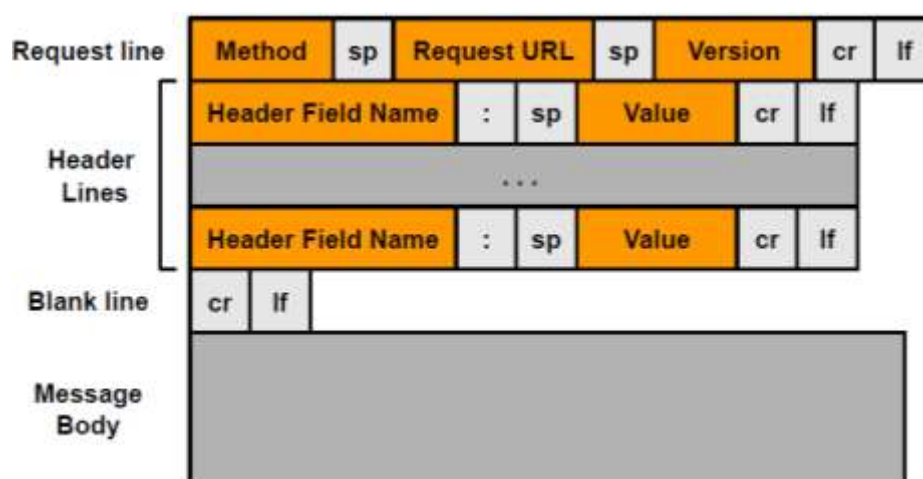 Request line Method sp Request URL sp Version cr lf
Header Field Name : sp Value cr lf
Header
Lines
...
Header Field Name : sp Value cr lf
Blank line cr lf
Message
Body